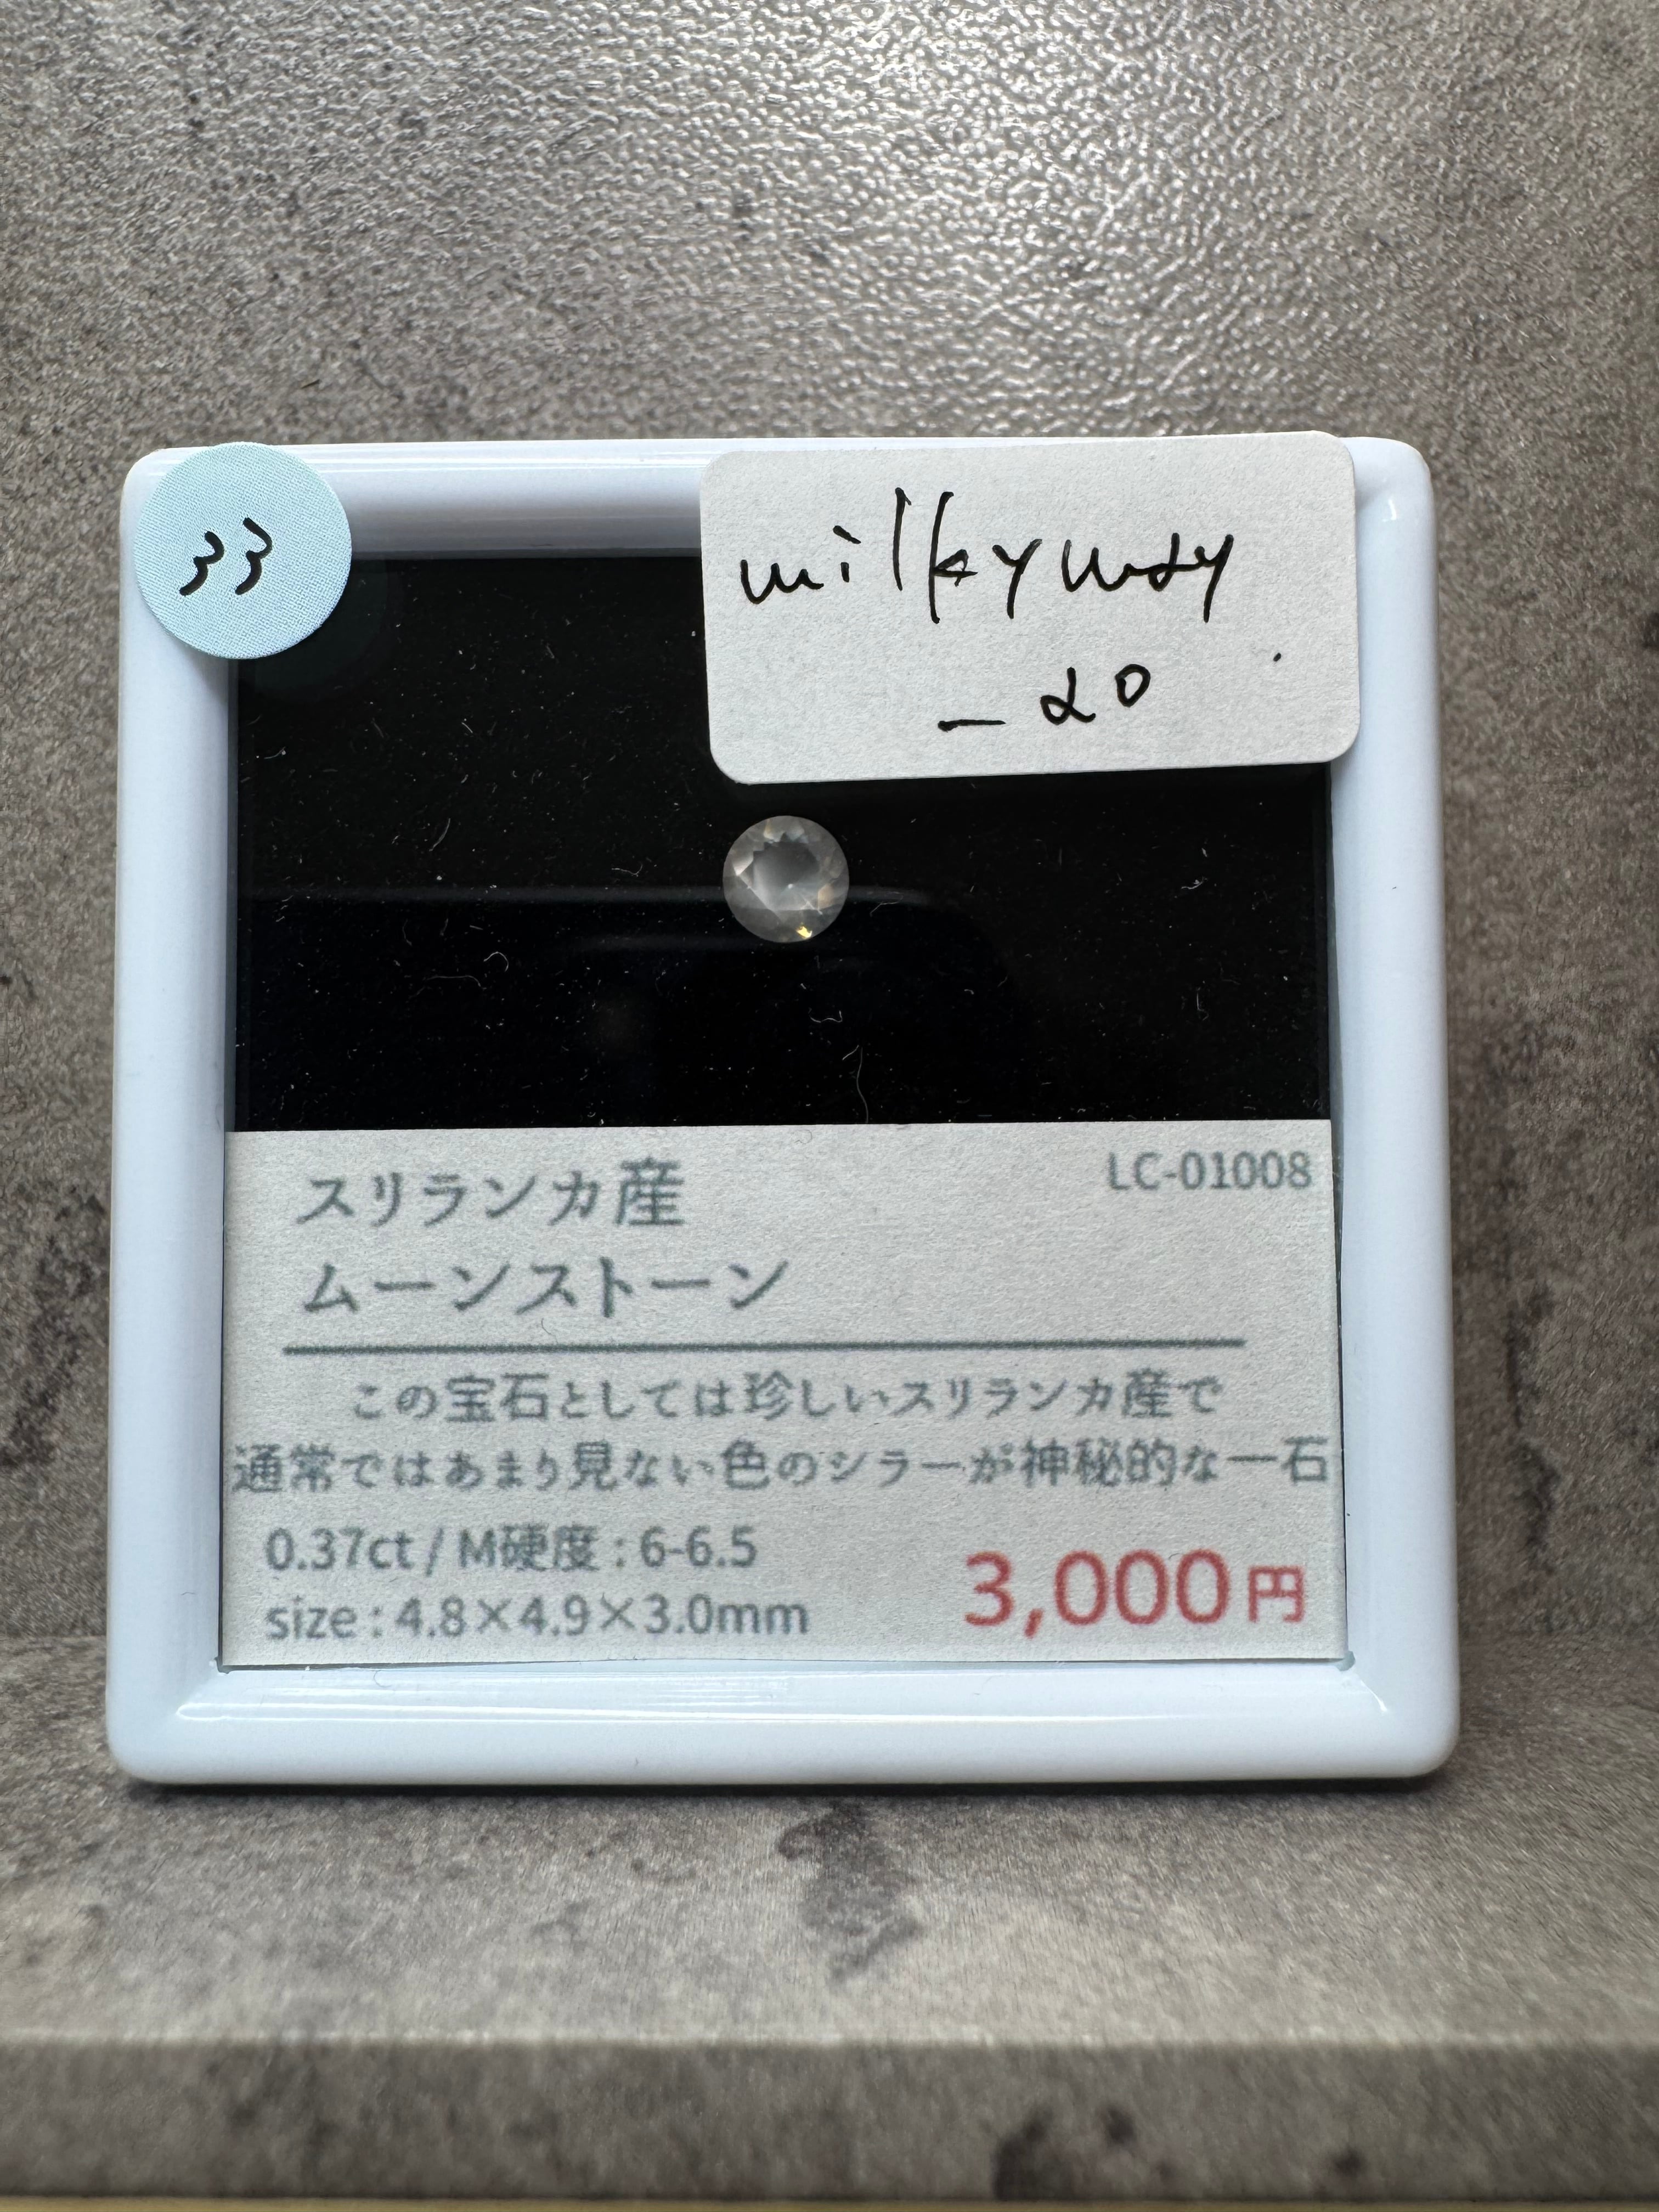 33
milkyway
_20
スリランカ産
LC-01008
ムーンストーン
この宝石としては珍しいスリランカ産で
通常ではあまり見ない色のシラーが神秘的な一石
0.37ct / M硬度 : 6-6.5
size : 4.8×4.9×3.0mm
3,000円